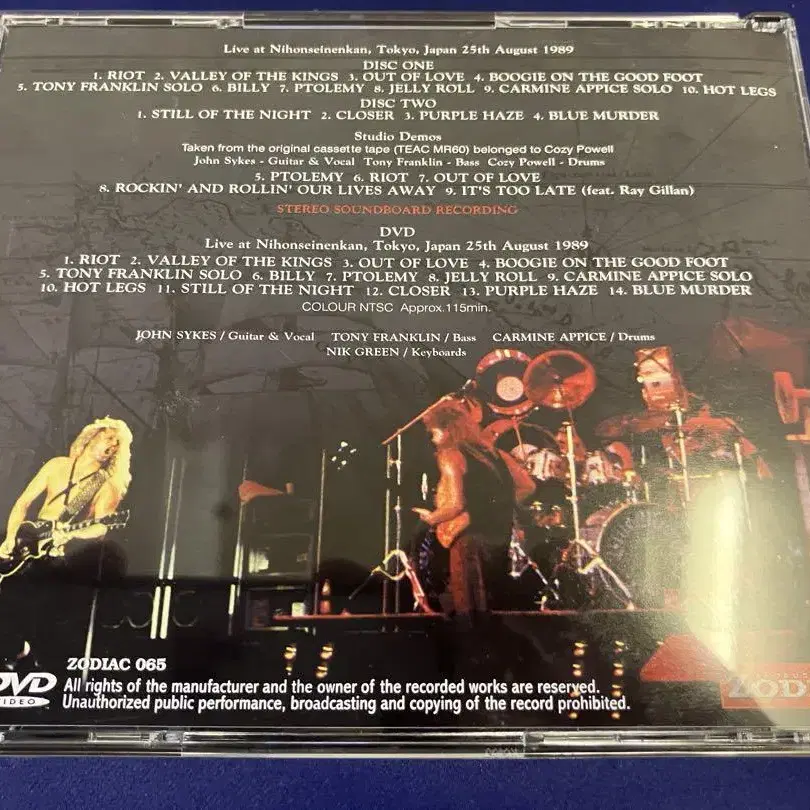 Live at Nihonseinenkan, Tokyo, Japan 25th August 1989
DISC ONE
1. RIOT 2. VALLEY OF THE KINGS 3. OUT OF LOVE 4. BOOGIE ON THE GOOD FOOT
5. TONY FRANKLIN SOLO 6. BILLY 7. PTOLEMY 8. JELLY ROLL 9. CARMINE APPICE SOLO 10. HOT LEGS
DISC TWO
1. STILL OF THE NIGHT 2. CLOSER 3. PURPLE HAZE 4. BLUE MURDER
Studio Demos
Taken from the original cassette tape (TEAC MR60) belonged to Cozy Powell
John Sykes - Guitar & Vocal Tony Franklin - Bass Cozy Powell - Drums
5. PTOLEMY 6. RIOT 7. OUT OF LOVE
8. ROCKIN' AND ROLLIN' OUR LIVES AWAY 9. IT'S TOO LATE (feat. Ray Gillan)
STEREO SOUNDBOARD RECORDING
DVD
Live at Nihonseinenkan, Tokyo, Japan 25th August 1989
1. RIOT 2. VALLEY OF THE KINGS 3. OUT OF LOVE 4. BOOGIE ON THE GOOD FOOT
5. TONY FRANKLIN SOLO 6. BILLY 7. PTOLEMY 8. JELLY ROLL 9. CARMINE APPICE SOLO
10. HOT LEGS 11. STILL OF THE NIGHT 12. CLOSER 13. PURPLE HAZE 14. BLUE MURDER
COLOUR NTSC Approx.115min.
JOHN SYKES / Guitar & Vocal TONY FRANKLIN / Bass CARMINE APPICE / Drums
NIK GREEN / Keyboards
ZODIAC 065
DVD
VIDEO
All rights of the manufacturer and the owner of the recorded works are reserved.
Unauthorized public performance, broadcasting and copying of the record prohibited.
ZOD